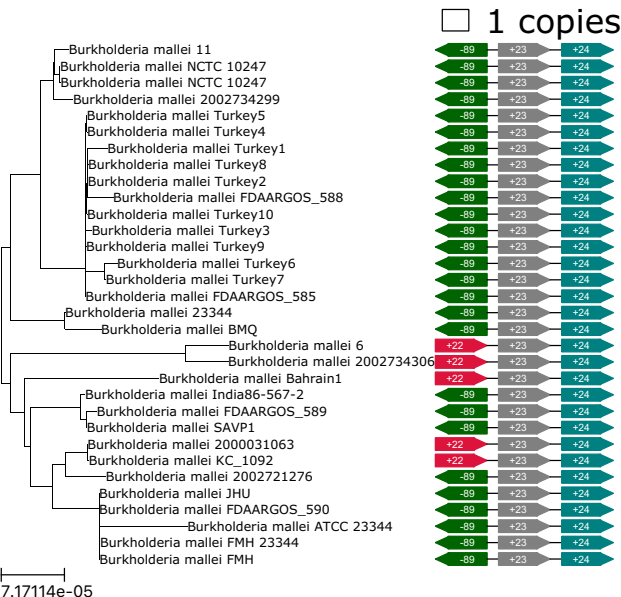 1 copies
Burkholderia mallei 11 -89 +23 +24
Burkholderia mallei NCTC 10247 -89 +23 +24
Burkholderia mallei NCTC 10247 -89 +23 +24
Burkholderia mallei 2002734299 -89 +23 +24
Burkholderia mallei Turkey5 -89 +23 +24
Burkholderia mallei Turkey4 -89 +23 +24
Burkholderia mallei Turkey1 -89 +23 +24
Burkholderia mallei Turkey8 -89 +23 +24
Burkholderia mallei Turkey2 -89 +23 +24
Burkholderia mallei FDAARGOS_588 -89 +23 +24
Burkholderia mallei Turkey10 -89 +23 +24
Burkholderia mallei Turkey3 -89 +23 +24
Burkholderia mallei Turkey9 -89 +23 +24
Burkholderia mallei Turkey6 -89 +23 +24
Burkholderia mallei Turkey7 -89 +23 +24
Burkholderia mallei FDAARGOS_585 -89 +23 +24
Burkholderia mallei 23344 -89 +23 +24
Burkholderia mallei BMQ -89 +23 +24
Burkholderia mallei 6 +22 +23 +24
Burkholderia mallei 2002734306 +22 +23 +24
Burkholderia mallei Bahrain1 +22 +23 +24
Burkholderia mallei India86-567-2 -89 +23 +24
Burkholderia mallei FDAARGOS_589 -89 +23 +24
Burkholderia mallei SAVP1 -89 +23 +24
Burkholderia mallei 2000031063 +22 +23 +24
Burkholderia mallei KC_1092 +22 +23 +24
Burkholderia mallei 2002721276 -89 +23 +24
Burkholderia mallei JHU -89 +23 +24
Burkholderia mallei FDAARGOS_590 -89 +23 +24
Burkholderia mallei ATCC 23344 -89 +23 +24
Burkholderia mallei FMH 23344 -89 +23 +24
Burkholderia mallei FMH -89 +23 +24
7.17114e-05